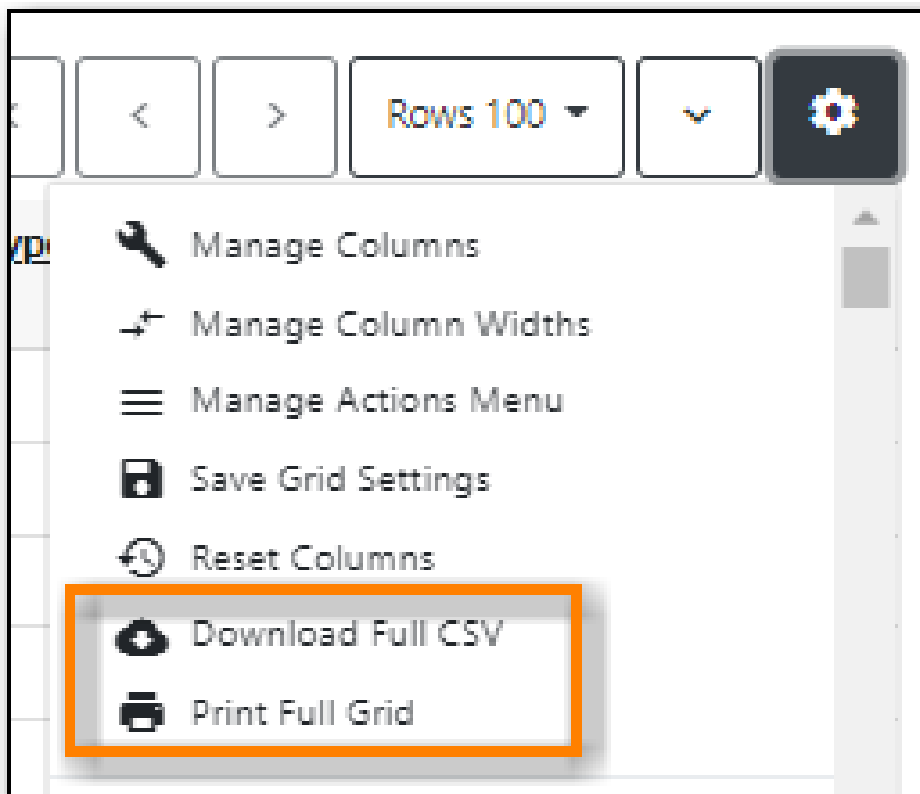 Rows 100
ype
Manage Columns
Manage Column Widths
Manage Actions Menu
Save Grid Settings
Reset Columns
Download Full CSV
Print Full Grid